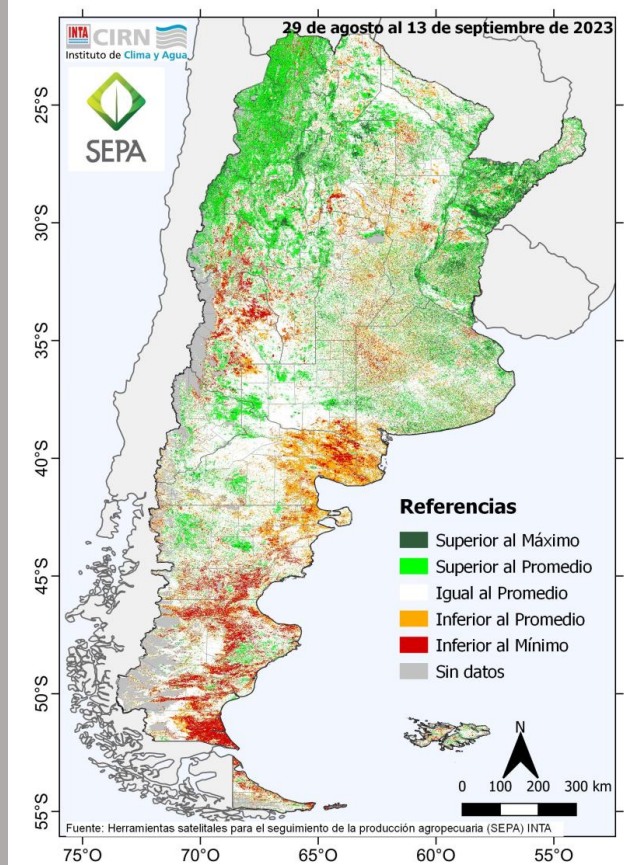 29 de agosto al 13 de septiembre de 2023
INTA CIRN
Instituto de Clima y Agua
SEPA
25°S
30°S
35°S
40°S
45°S
50°S
55°S
Referencias
Superior al Máximo
Superior al Promedio
Igual al Promedio
Inferior al Promedio
Inferior al Mínimo
Sin datos
N
0 100 200 300 km
Fuente: Herramientas satelitales para el seguimiento de la producción agropecuaria (SEPA) INTA
75°O 70°O 65°O 60°O 55°O